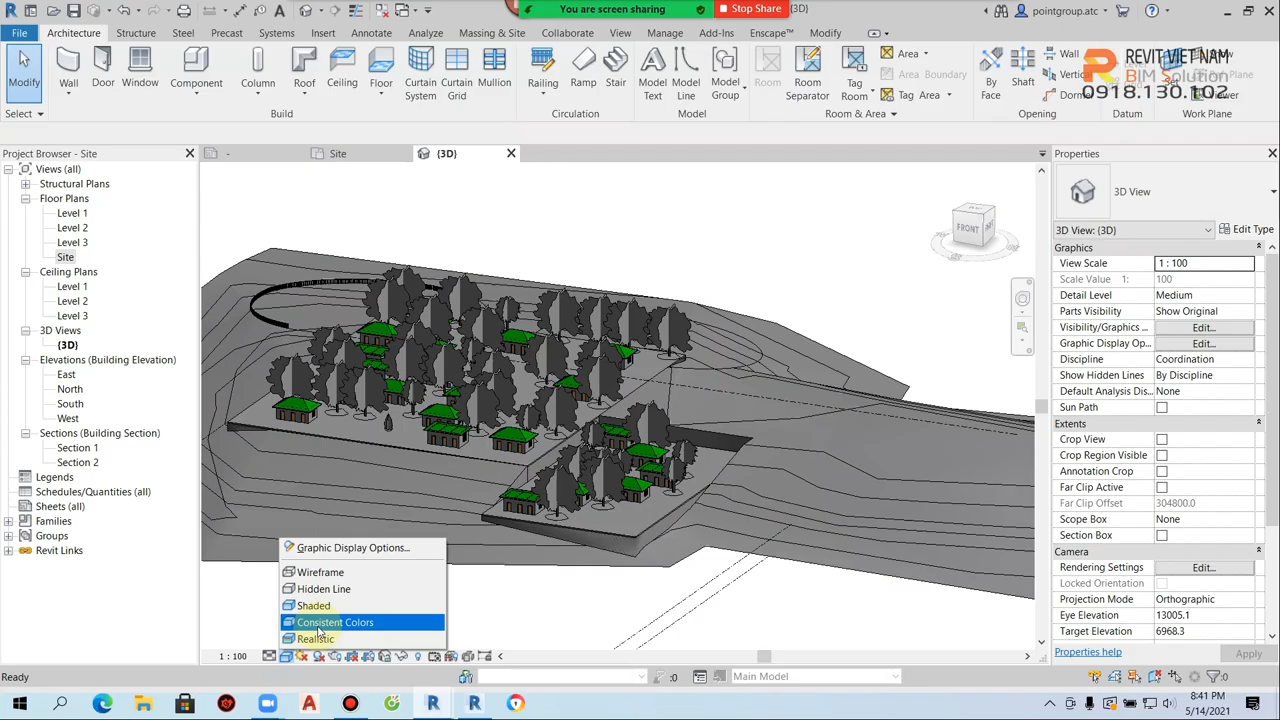 You are screen sharing
Stop Share
(3D)
pointgroup.atc
File
Architecture
Structure
Steel
Precast
Systems
Insert
Annotate
Analyze
Massing & Site
Collaborate
View
Manage
Add-Ins
Enscape™
Modify
Modify
Wall
Door
Window
Component
Column
Roof
Ceiling
Floor
Curtain System
Curtain Grid
Mullion
Railing
Ramp
Stair
Model Text
Model Line
Model Group
Room
Room Separator
Tag Room
Area
Area Boundary
Tag Area
By Face
Shaft
Wall
REVIT VIET NAM
BIM Solution
0918.130.102
Select
Build
Circulation
Model
Room & Area
Opening
Datum
Work Plane
Project Browser - Site
-
Site
(3D)
Properties
Views (all)
Structural Plans
Floor Plans
Level 1
Level 2
Level 3
Site
Ceiling Plans
Level 1
Level 2
Level 3
3D Views
(3D)
Elevations (Building Elevation)
East
North
South
West
Sections (Building Section)
Section 1
Section 2
Legends
Schedules/Quantities (all)
Sheets (all)
Families
Groups
Revit Links
FRONT
3D View
3D View: (3D)
Edit Type
Graphics
View Scale 1 : 100
Scale Value 1: 100
Detail Level Medium
Parts Visibility Show Original
Visibility/Graphics ... Edit...
Graphic Display Op... Edit...
Discipline Coordination
Show Hidden Lines By Discipline
Default Analysis Dis... None
Sun Path
Extents
Crop View
Crop Region Visible
Annotation Crop
Far Clip Active
Far Clip Offset 304800.0
Scope Box None
Section Box
Camera
Rendering Settings Edit...
Locked Orientation
Projection Mode Orthographic
Eye Elevation 13005.1
Target Elevation 6968.3
Properties help
Apply
Graphic Display Options...
Wireframe
Hidden Line
Shaded
Consistent Colors
Realistic
1 : 100
Ready
:0
Main Model
:0
8:41 PM
5/14/2021